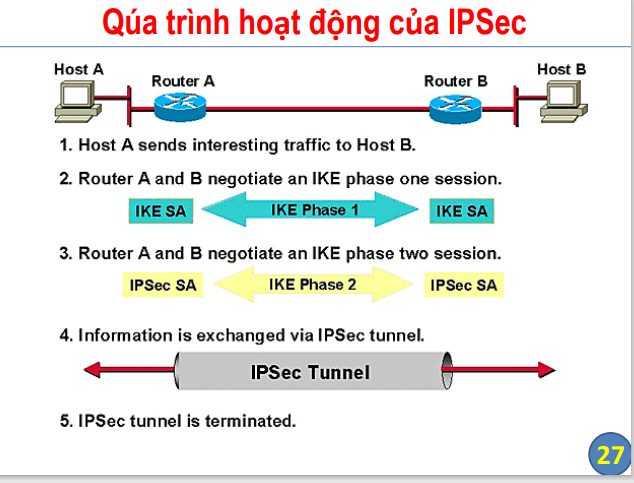 Qúa trình hoạt động của IPSec
Host A
Host B
Router A
Router B
1. Host A sends interesting traffic to Host B.
2. Router A and B negotiate an IKE phase one session.
IKE SA
IKE Phase 1
IKE SA
3. Router A and B negotiate an IKE phase two session.
IPSec SA
IKE Phase 2
IPSec SA
4. Information is exchanged via IPSec tunnel.
IPSec Tunnel
5. IPSec tunnel is terminated.
27